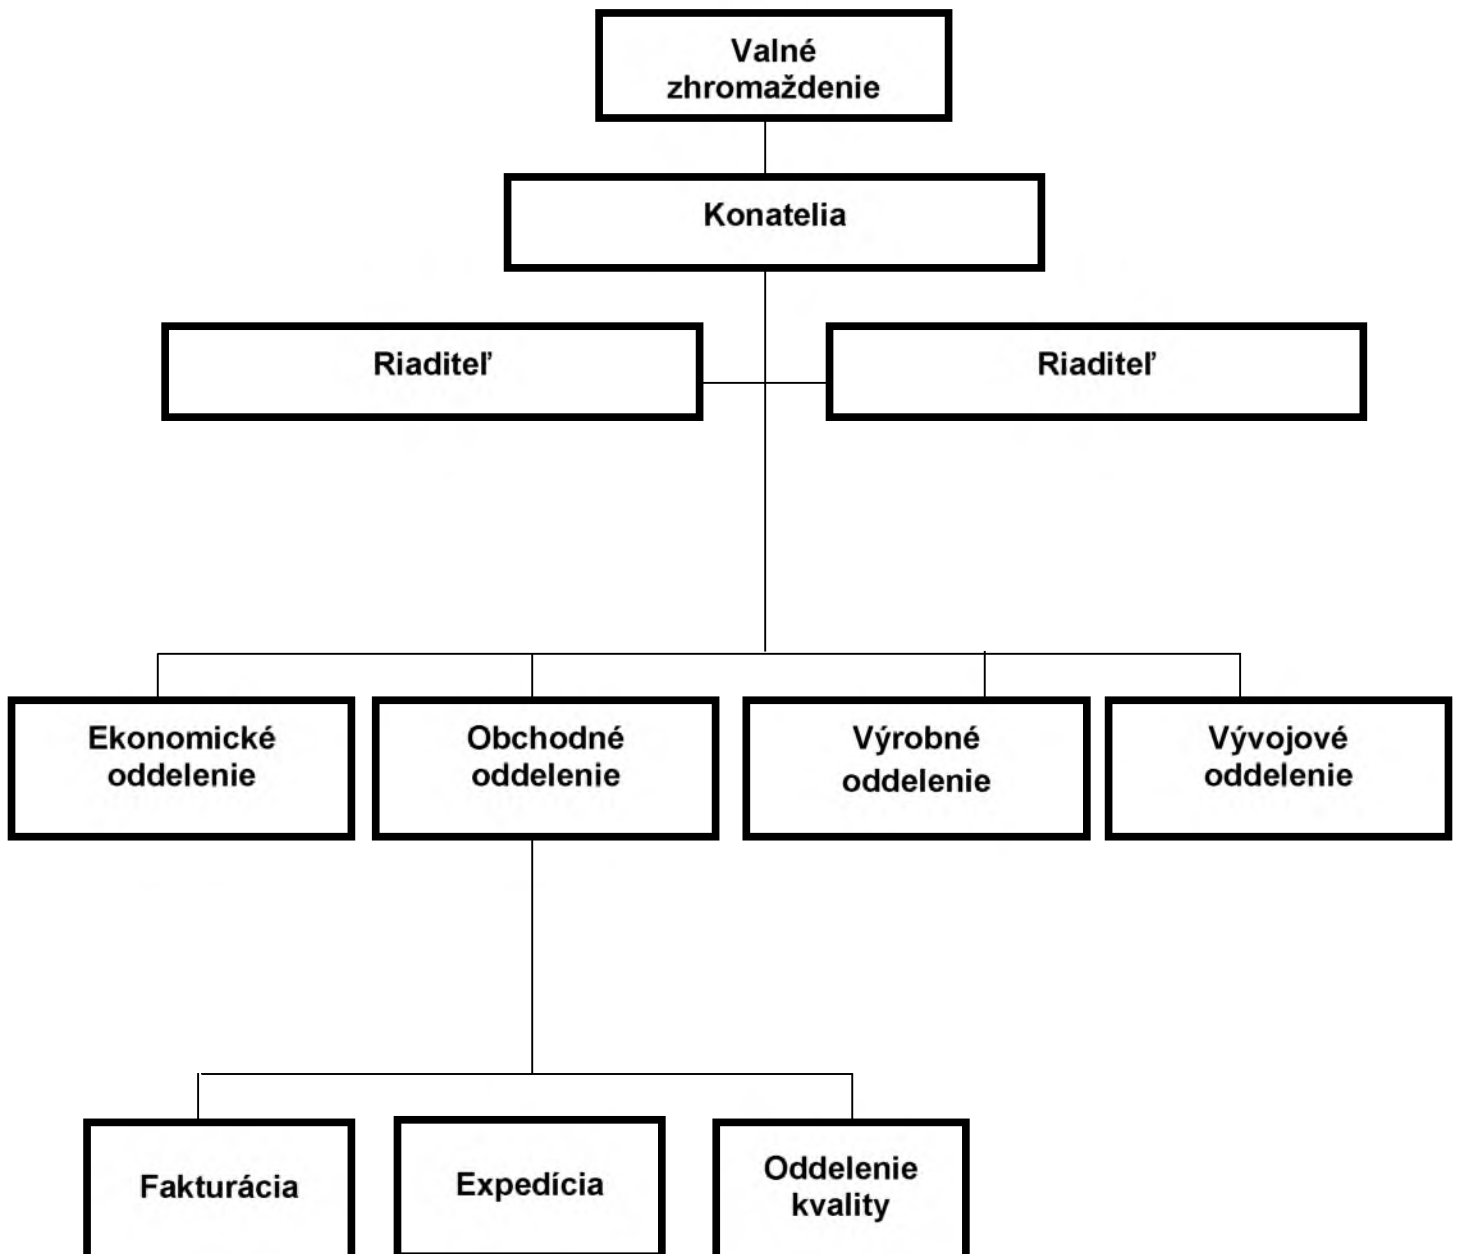 Valné
zhromaždenie
Konatelia
Riaditeľ
Riaditeľ
Ekonomické
oddelenie
Obchodné
oddelenie
Výrobné
oddelenie
Vývojové
oddelenie
Fakturácia
Expedícia
Oddelenie
kvality